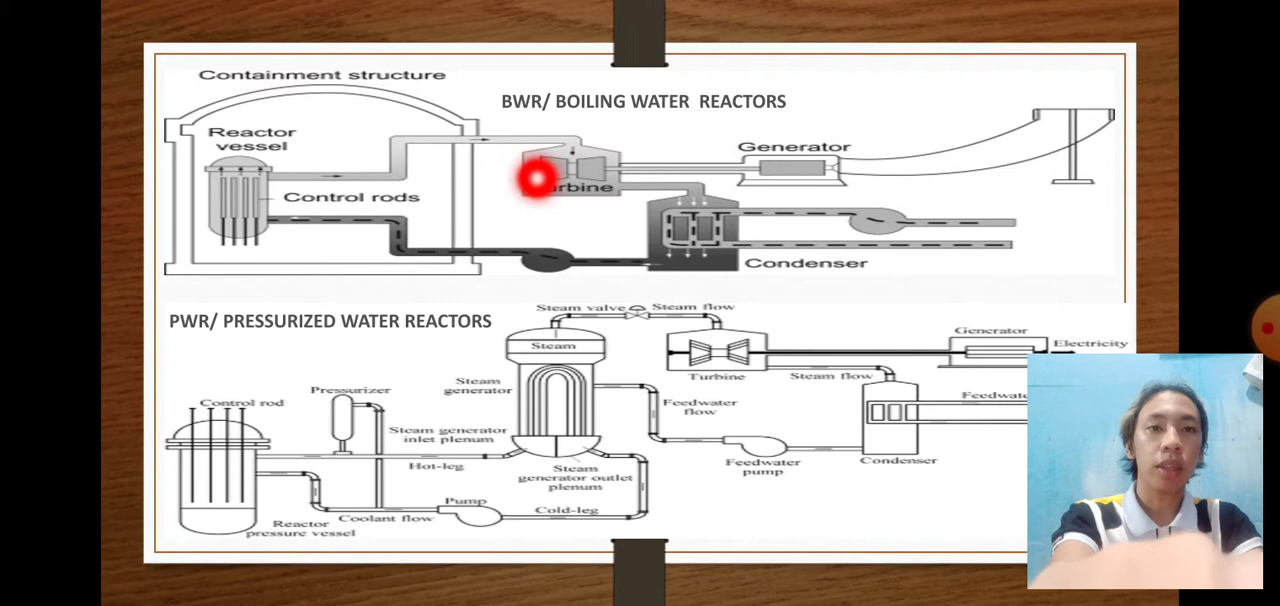 Containment structure
BWR/ BOILING WATER  REACTORS
Reactor
vessel
Generator
Control rods
Condenser
PWR/ PRESSURIZED WATER REACTORS
Steam valve
Steam flow
Steam
Generator
Electricity
Turbine
Steam flow
Steam
generator
Pressurizer
Control rod
Feedwater
flow
Steam generator
inlet plenum
Hot-leg
Steam
generator outlet
plenum
Feedwater
pump
Condenser
Pump
Cold-leg
Coolant flow
Reactor
pressure vessel